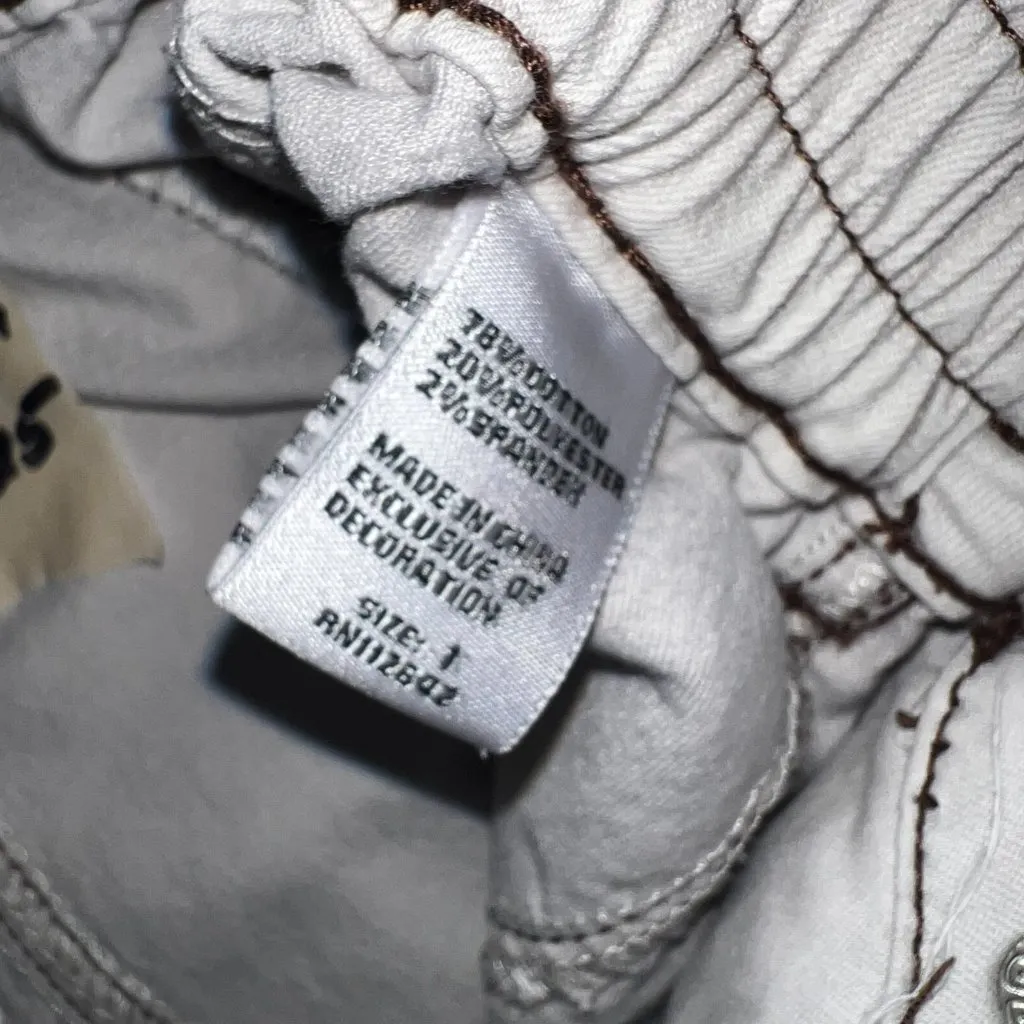 78% COTTON
20% POLYESTER
2% SPANDEX
MADE IN CHINA
EXCLUSIVE OF
DECORATION
SIZE: 1
RN112842